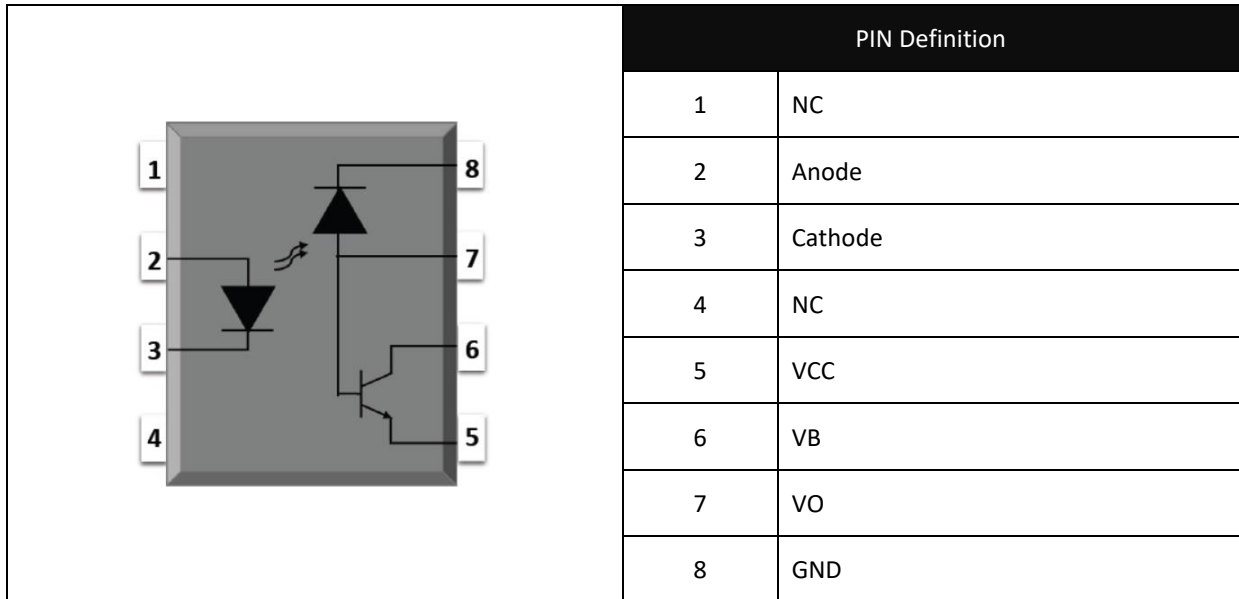 PIN Definition
1 NC
2 Anode
3 Cathode
4 NC
5 VCC
6 VB
7 VO
8 GND
1
8
2
7
3
6
4
5